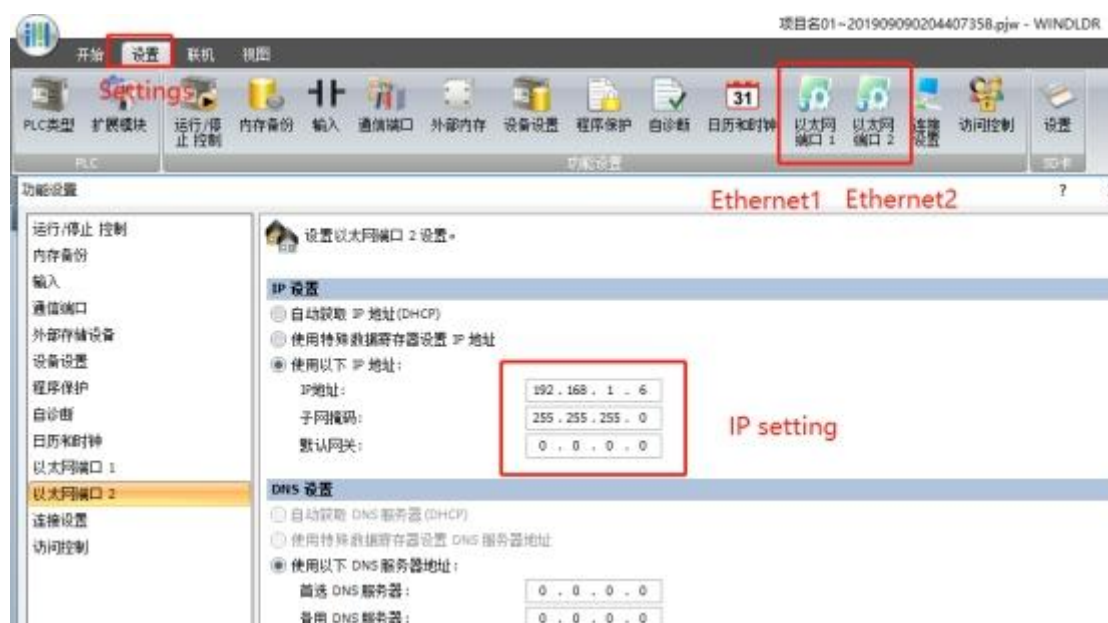 项目名01~201909090204407358.pjw - WINDLDR
开始 设置 联机 视图
Settings
PLC类型 扩展模块 运行/停止 控制 内存备份 输入 通信端口 外部内存 设备设置 程序保护 自诊断 31 日历和时钟 以太网端口 1 以太网端口 2 连接设置 访问控制 设置
PLC 功能设置 SD卡
功能设置 ?
Ethernet1 Ethernet2
运行/停止 控制
内存备份
输入
通信端口
外部存储设备
设备设置
程序保护
自诊断
日历和时钟
以太网端口 1
以太网端口 2
连接设置
访问控制
设置以太网端口 2 设置。
IP 设置
自动获取 IP 地址(DHCP)
使用特殊数据寄存器设置 IP 地址
使用以下 IP 地址:
IP地址: 192 . 168 . 1 . 6
子网掩码: 255 . 255 . 255 . 0
默认网关: 0 . 0 . 0 . 0
IP setting
DNS 设置
自动获取 DNS 服务器(DHCP)
使用特殊数据寄存器设置 DNS 服务器地址
使用以下 DNS 服务器地址:
首选 DNS 服务器: 0 . 0 . 0 . 0
备用 DNS 服务器: 0 . 0 . 0 . 0